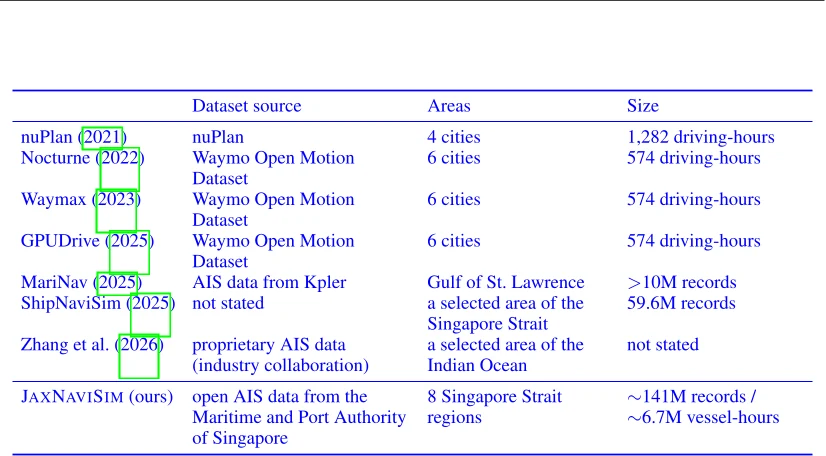 Dataset source Areas Size
nuPlan (2021) nuPlan 4 cities 1,282 driving-hours
Nocturne (2022) Waymo Open Motion 6 cities 574 driving-hours
Dataset
Waymax (2023) Waymo Open Motion 6 cities 574 driving-hours
Dataset
GPUDrive (2025) Waymo Open Motion 6 cities 574 driving-hours
Dataset
MariNav (2025) AIS data from Kpler Gulf of St. Lawrence >10M records
ShipNaviSim (2025) not stated a selected area of the 59.6M records
Singapore Strait
Zhang et al. (2026) proprietary AIS data a selected area of the not stated
(industry collaboration) Indian Ocean
JAXNAVISIM (ours) open AIS data from the 8 Singapore Strait ~141M records /
Maritime and Port Authority regions ~6.7M vessel-hours
of Singapore